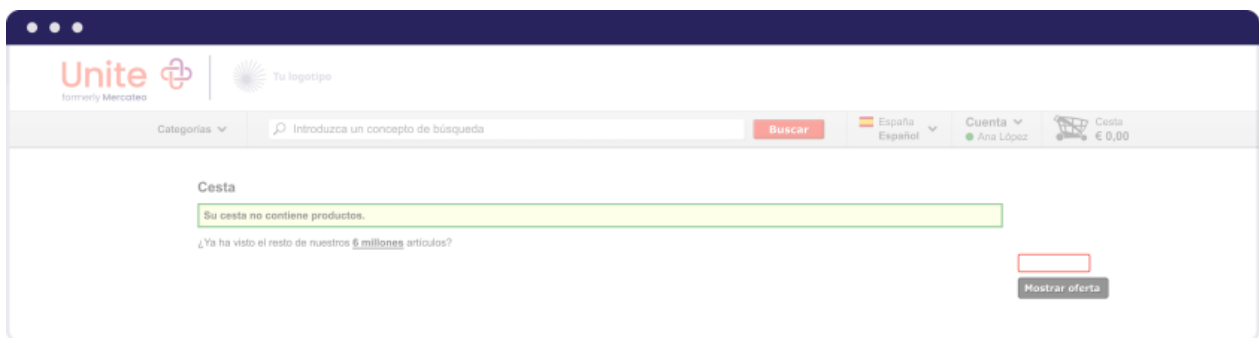 Unite
formerly Mercateo
Tu logotipo
Categorías
Introduzca un concepto de búsqueda
Buscar
España
Español
Cuenta
Ana López
Cesta
€ 0,00
Cesta
Su cesta no contiene productos.
¿Ya ha visto el resto de nuestros 6 millones artículos?
Mostrar oferta